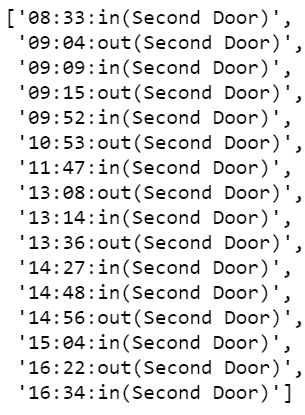 ['08:33:in(Second Door)',
'09:04:out(Second Door)',
'09:09:in(Second Door)',
'09:15:out(Second Door)',
'09:52:in(Second Door)',
'10:53:out(Second Door)',
'11:47:in(Second Door)',
'13:08:out(Second Door)',
'13:14:in(Second Door)',
'13:36:out(Second Door)',
'14:27:in(Second Door)',
'14:48:in(Second Door)',
'14:56:out(Second Door)',
'15:04:in(Second Door)',
'16:22:out(Second Door)',
'16:34:in(Second Door)']